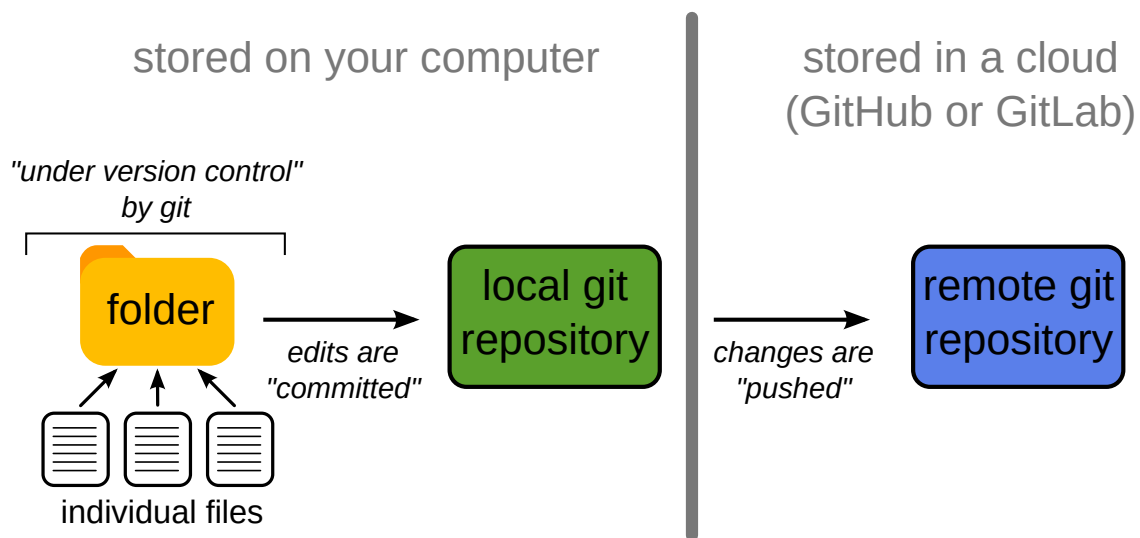 stored on your computer
stored in a cloud
(GitHub or GitLab)
"under version control"
by git
folder
individual files
edits are
"committed"
local git
repository
changes are
"pushed"
remote git
repository